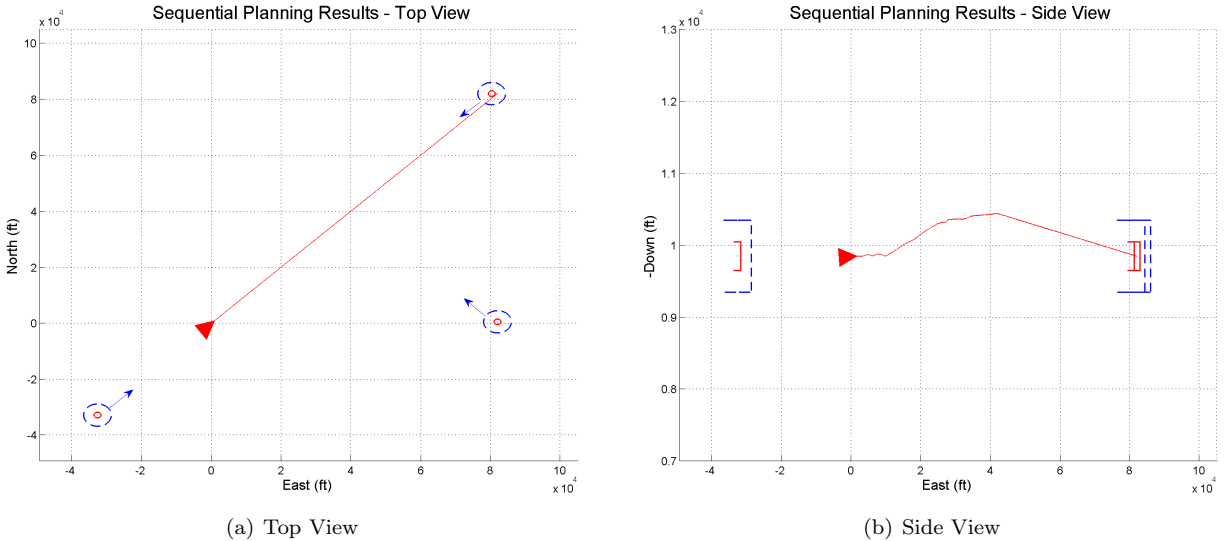 Sequential Planning Results - Top View
x 10^4
10
8
6
4
2
0
-2
-4
North (ft)
-4 -2 0 2 4 6 8 10
x 10^4
East (ft)
(a) Top View
Sequential Planning Results - Side View
x 10^4
1.3
1.2
1.1
1
0.9
0.8
0.7
-Down (ft)
-4 -2 0 2 4 6 8 10
x 10^4
East (ft)
(b) Side View